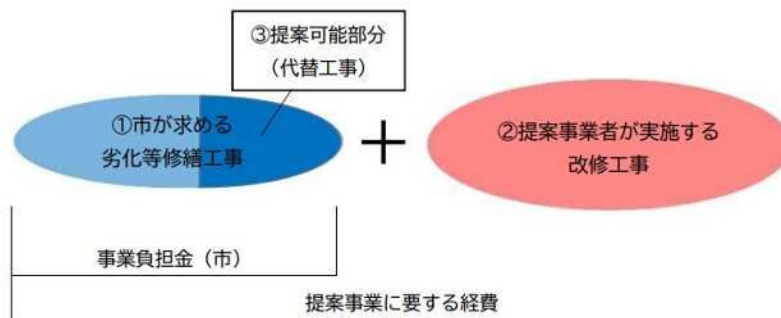 ③提案可能部分
（代替工事）
①市が求める
劣化等修繕工事
②提案事業者が実施する
改修工事
事業負担金（市）
提案事業に要する経費